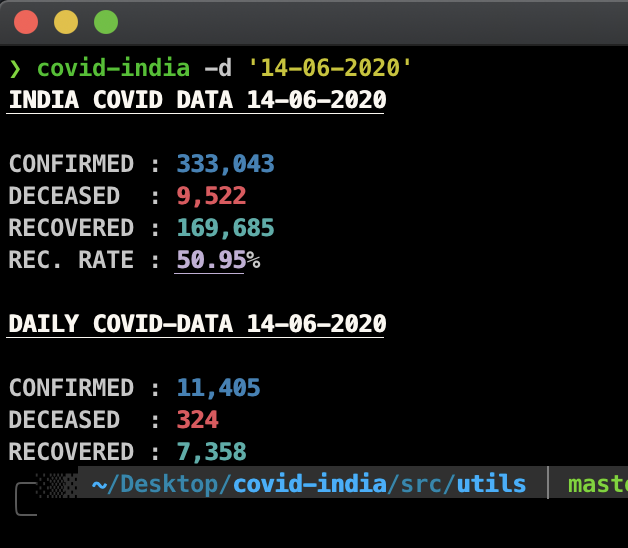 ❯ covid-india -d '14-06-2020'
INDIA COVID DATA 14-06-2020
CONFIRMED : 333,043
DECEASED : 9,522
RECOVERED : 169,685
REC. RATE : 50.95%
DAILY COVID-DATA 14-06-2020
CONFIRMED : 11,405
DECEASED : 324
RECOVERED : 7,358
~/Desktop/covid-india/src/utils